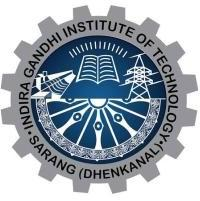 INDIRA GANDHI INSTITUTE OF TECHNOLOGY
SARANG (DHENKANAL)